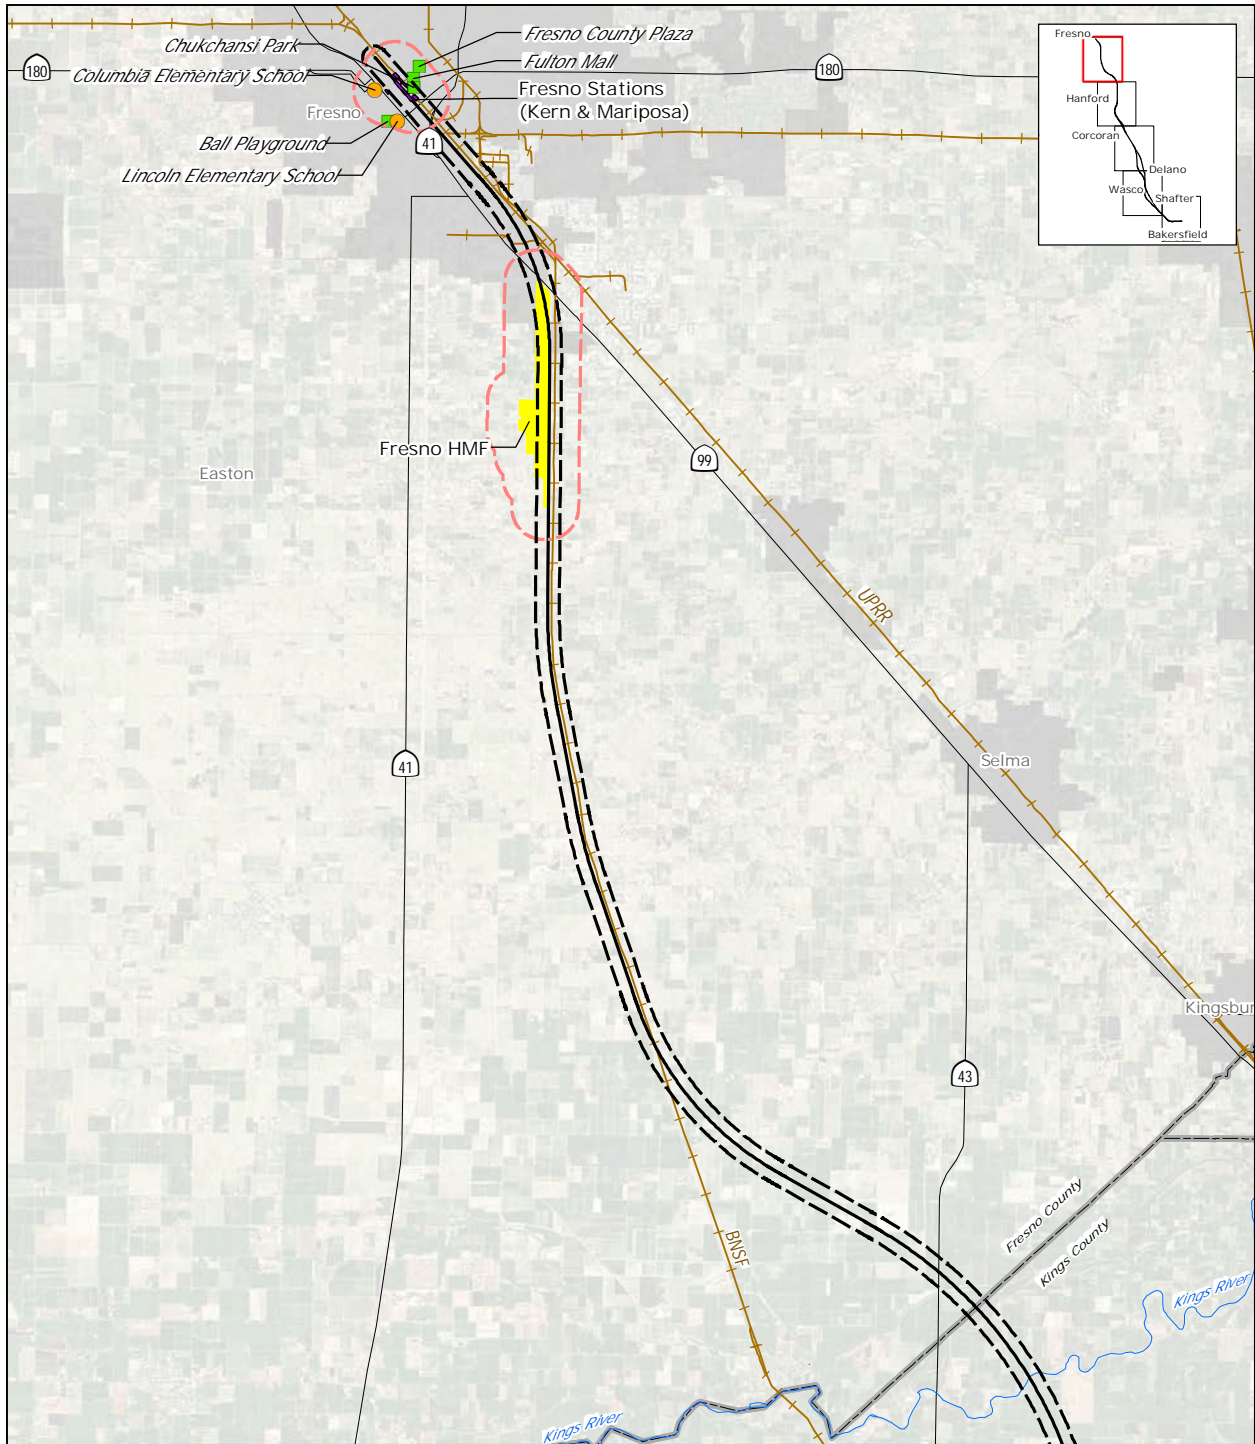 Chukchansi Park
Fresno County Plaza
Fulton Mall
180
Columbia Elementary School
180
Fresno Stations
(Kern & Mariposa)
Fresno
Ball Playground
41
Lincoln Elementary School
Fresno
Hanford
Corcoran
Delano
Wasco
Shafter
Bakersfield
Fresno HMF
99
Easton
UPRR
41
Selma
Kingsbur
43
Fresno County
Kings County
BNSF
Kings River
Kings River